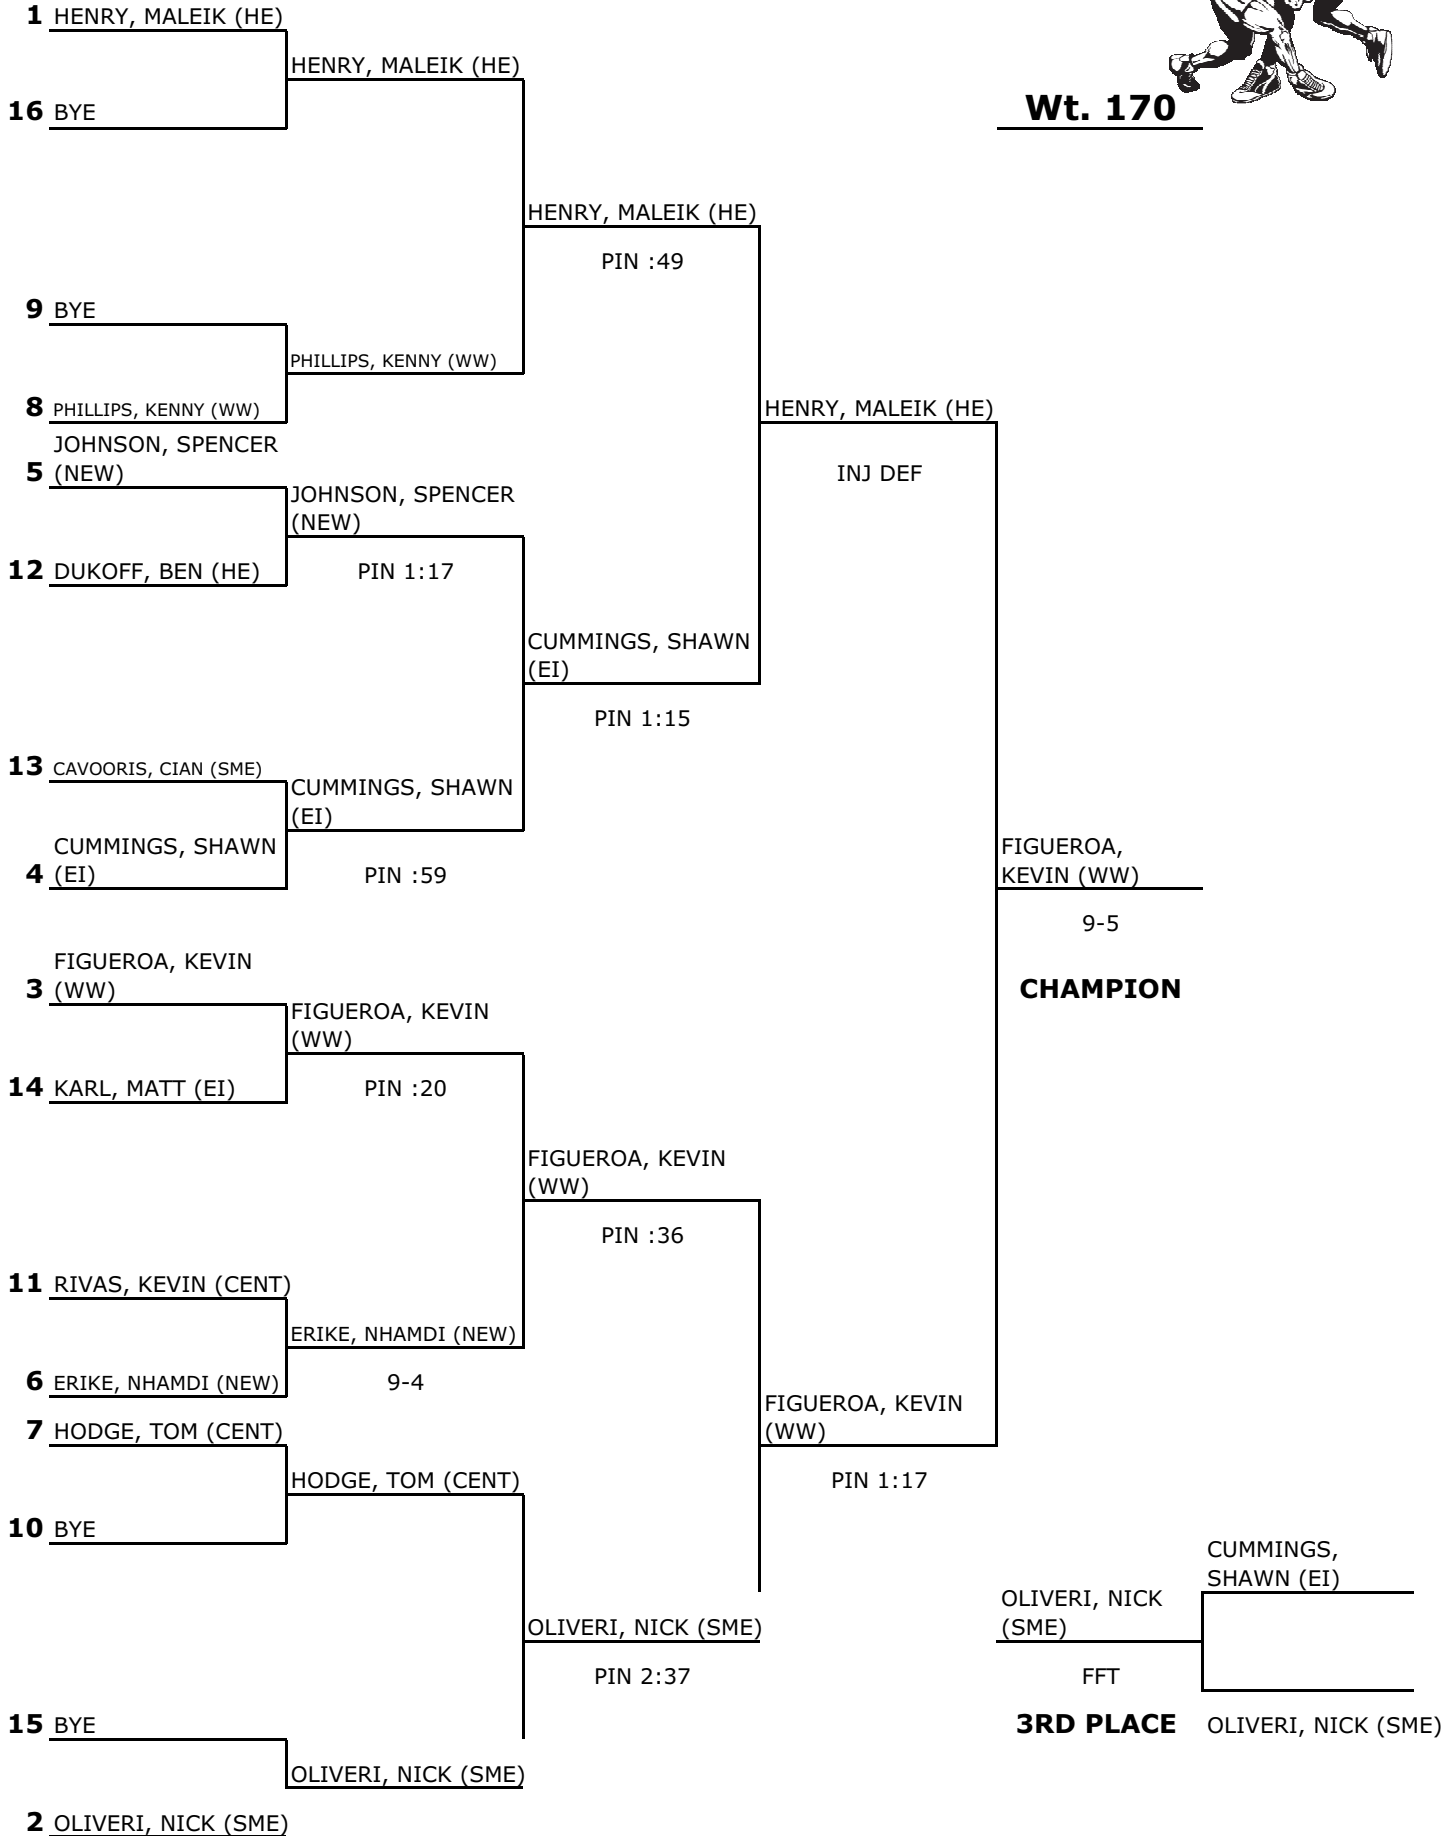 1 HENRY, MALEIK (HE)
HENRY, MALEIK (HE)
16 BYE
Wt. 170
HENRY, MALEIK (HE)
PIN :49
9 BYE
PHILLIPS, KENNY (WW)
8 PHILLIPS, KENNY (WW)
HENRY, MALEIK (HE)
INJ DEF
JOHNSON, SPENCER
5 (NEW)
JOHNSON, SPENCER
(NEW)
12 DUKOFF, BEN (HE)
PIN 1:17
CUMMINGS, SHAWN
(EI)
PIN 1:15
13 CAVOORIS, CIAN (SME)
CUMMINGS, SHAWN
(EI)
CUMMINGS, SHAWN
4 (EI)
PIN :59
FIGUEROA,
KEVIN (WW)
9-5
CHAMPION
FIGUEROA, KEVIN
3 (WW)
FIGUEROA, KEVIN
(WW)
14 KARL, MATT (EI)
PIN :20
FIGUEROA, KEVIN
(WW)
PIN :36
11 RIVAS, KEVIN (CENT)
ERIKE, NHAMDI (NEW)
6 ERIKE, NHAMDI (NEW)
9-4
FIGUEROA, KEVIN
(WW)
PIN 1:17
7 HODGE, TOM (CENT)
HODGE, TOM (CENT)
10 BYE
OLIVERI, NICK (SME)
PIN 2:37
CUMMINGS,
SHAWN (EI)
OLIVERI, NICK
(SME)
FFT
3RD PLACE
OLIVERI, NICK (SME)
15 BYE
OLIVERI, NICK (SME)
2 OLIVERI, NICK (SME)